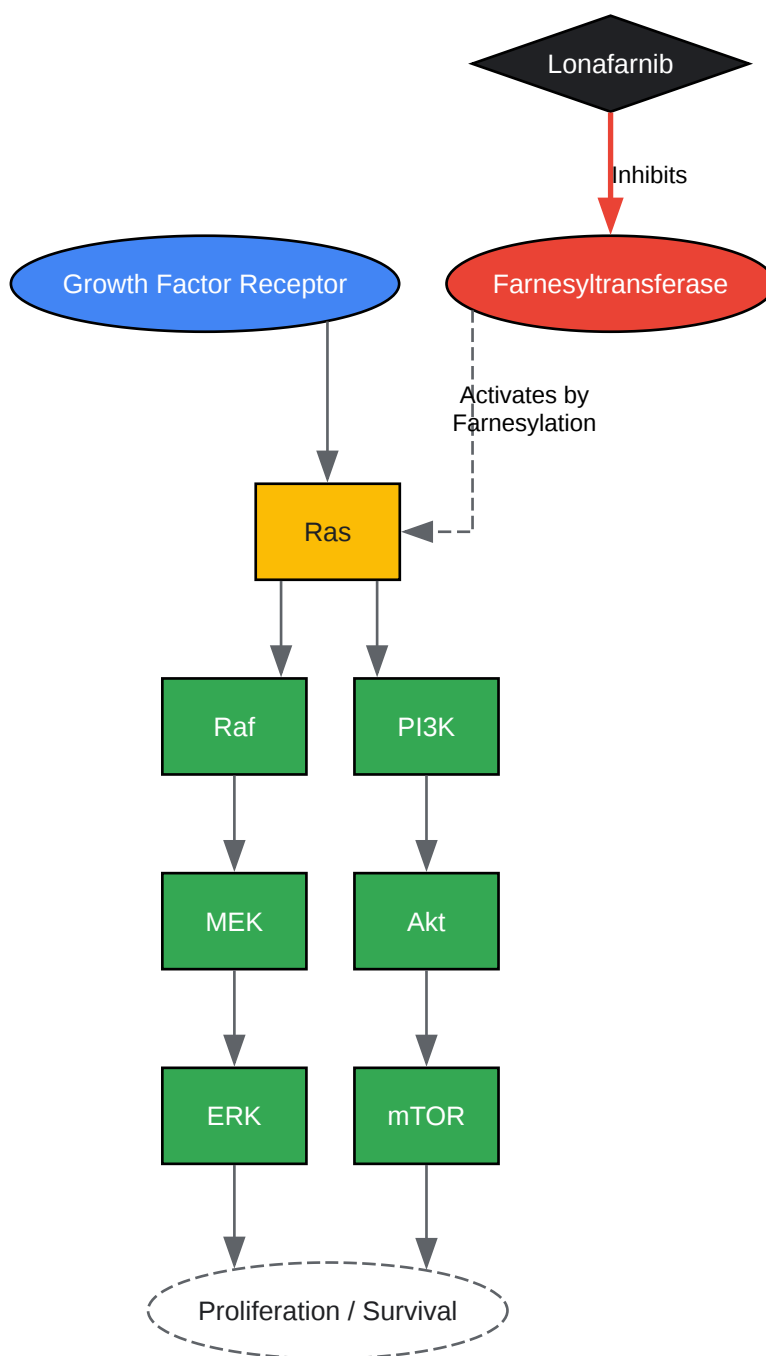 Lonafarnib
Inhibits
Growth Factor Receptor
Farnesyltransferase
Activates by
Farnesylation
Ras
Raf
PI3K
MEK
Akt
ERK
mTOR
Proliferation / Survival